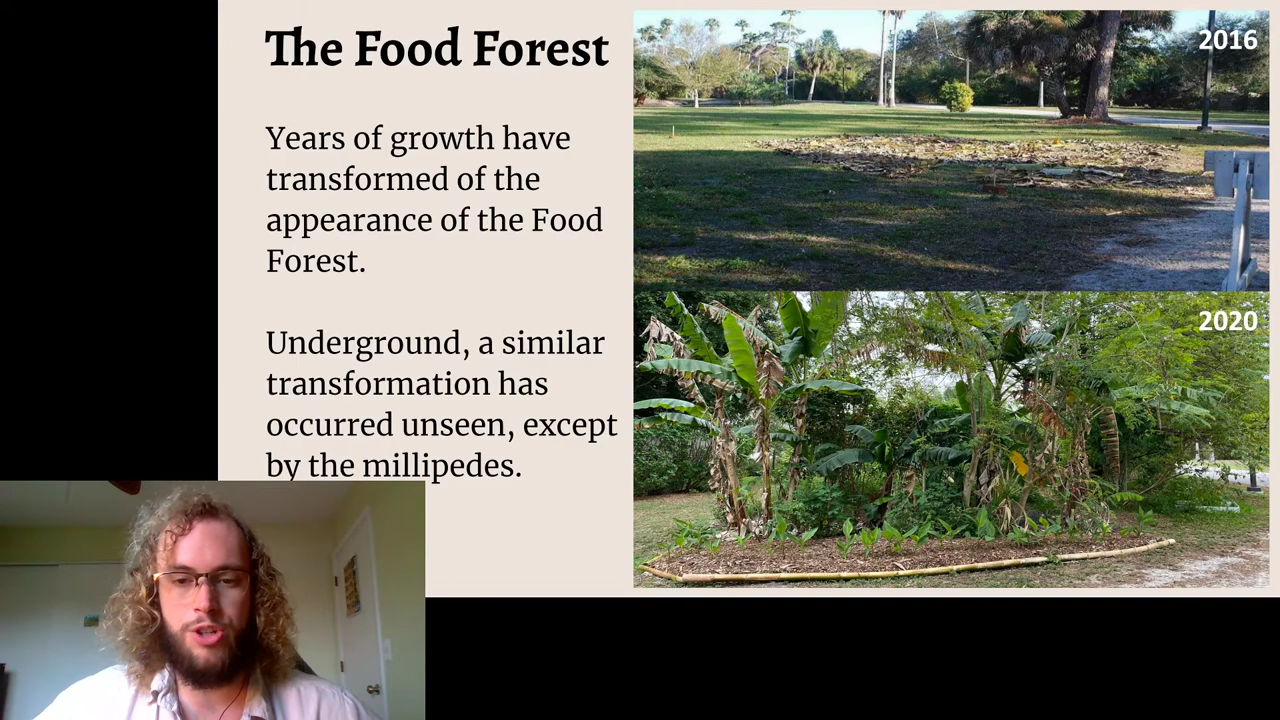 The Food Forest
Years of growth have
transformed of the
appearance of the Food
Forest.
Underground, a similar
transformation has
occurred unseen, except
by the millipedes.
2016
2020